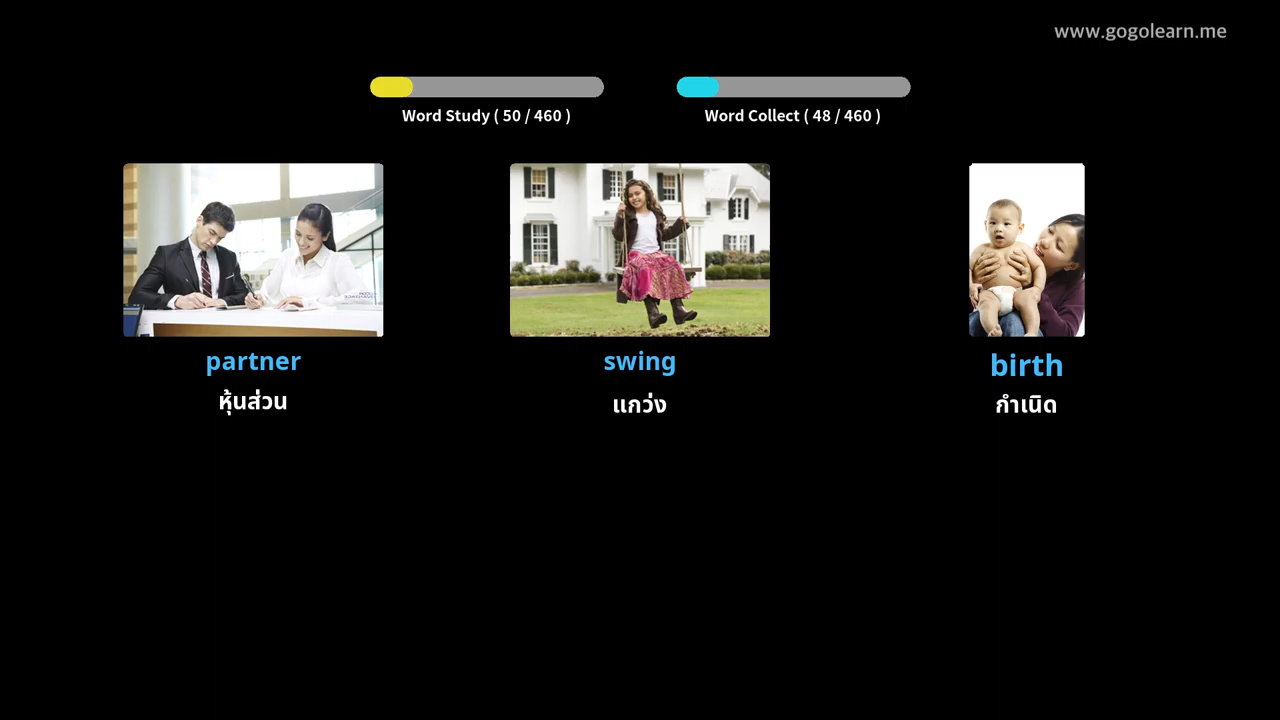 www.gogolearn.me
Word Study ( 50 / 460 )
Word Collect ( 48 / 460 )
partner
swing
birth
หุ้นส่วน
แกว่ง
กำเนิด